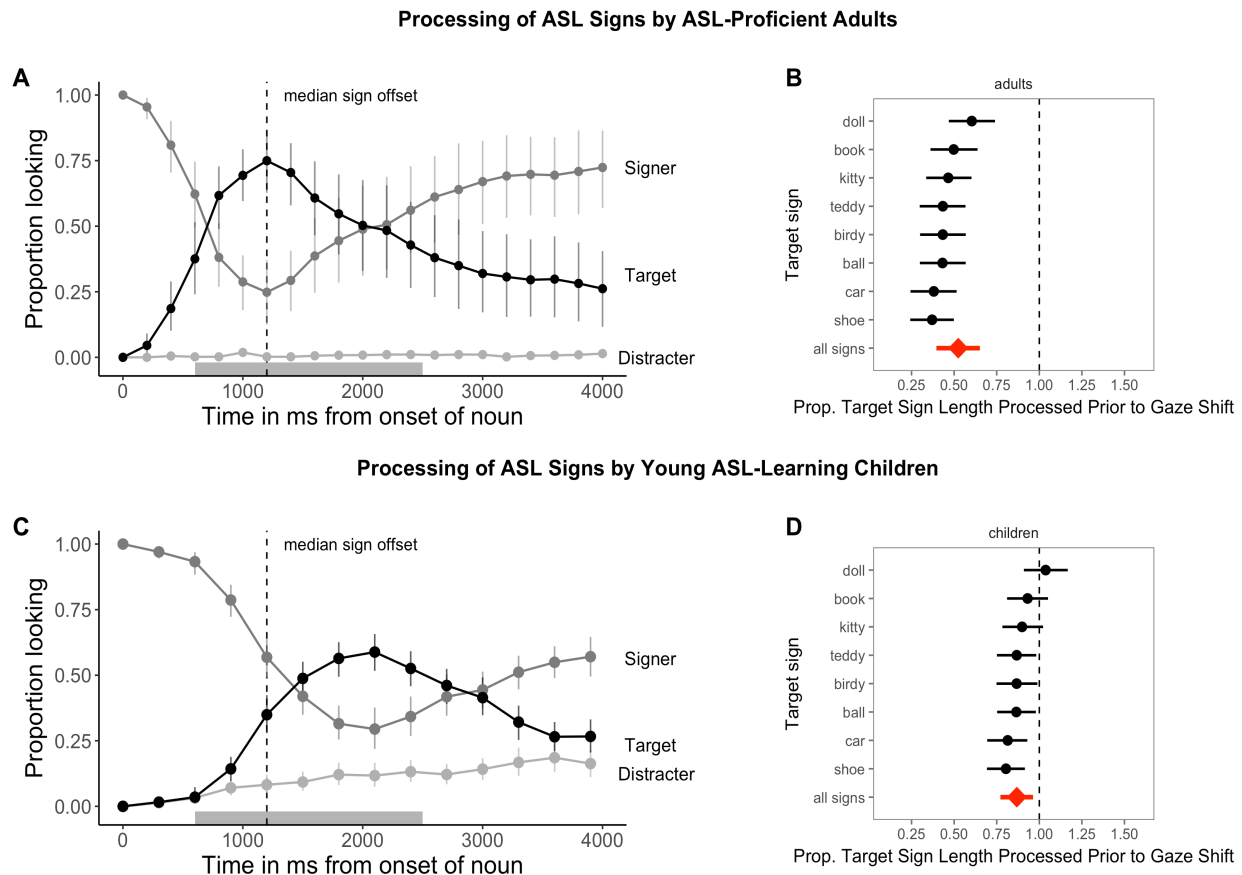 Processing of ASL Signs by ASL-Proficient Adults
A
median sign offset
1.00
0.75
0.50
0.25
0.00
Proportion looking
Signer
Target
Distracter
0 1000 2000 3000 4000
Time in ms from onset of noun
B
adults
Target sign
doll
book
kitty
teddy
birdy
ball
car
shoe
all signs
0.25 0.50 0.75 1.00 1.25 1.50
Prop. Target Sign Length Processed Prior to Gaze Shift
Processing of ASL Signs by Young ASL-Learning Children
C
median sign offset
1.00
0.75
0.50
0.25
0.00
Proportion looking
Signer
Target
Distracter
0 1000 2000 3000 4000
Time in ms from onset of noun
D
children
Target sign
doll
book
kitty
teddy
birdy
ball
car
shoe
all signs
0.25 0.50 0.75 1.00 1.25 1.50
Prop. Target Sign Length Processed Prior to Gaze Shift